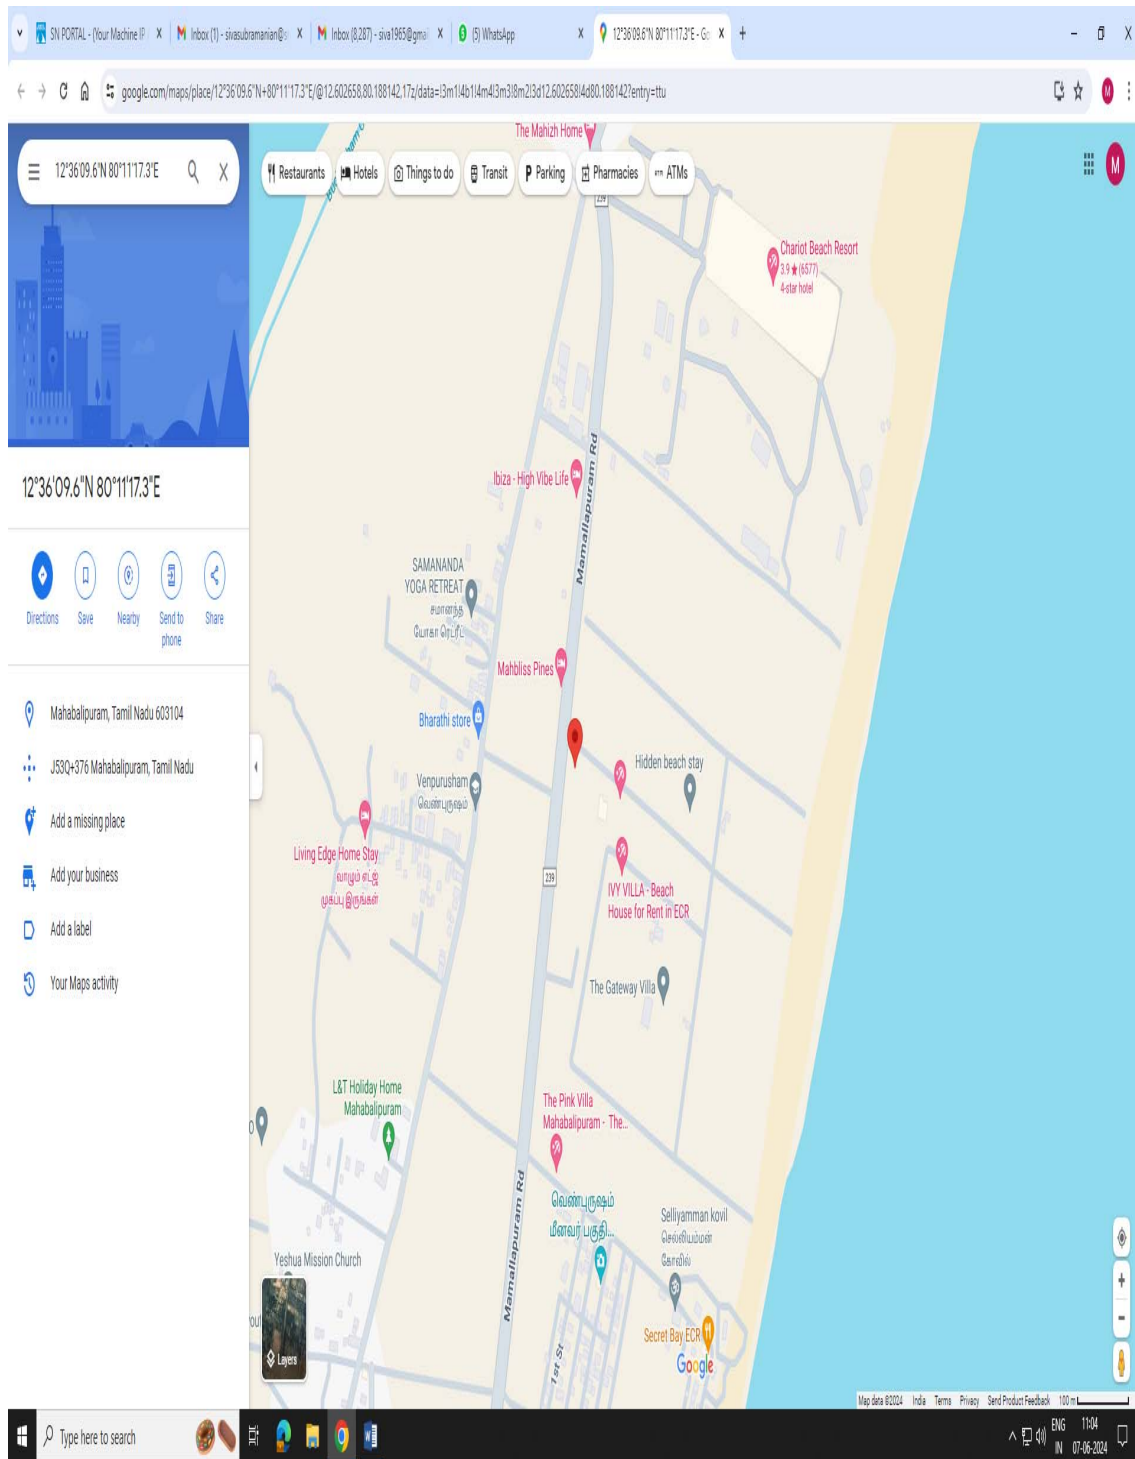 SN PORTAL - (Your Machine IP
Inbox (1) - sivasubramanian@s
Inbox (8,287) - siva1965@gmai
(5) WhatsApp
12°36'09.6"N 80°11'17.3"E - Go
google.com/maps/place/12°36'09.6"N+80°11'17.3"E/@12.602658,80.188142,17z/data=!3m1!4b1!4m4!3m3!8m2!3d12.602658!4d80.188142?entry=ttu
M
12°36'09.6"N 80°11'17.3"E
Restaurants
Hotels
Things to do
Transit
Parking
Pharmacies
ATMs
M
The Mahizh Home
239
Chariot Beach Resort
3.9 ★ (6577)
4-star hotel
12°36'09.6"N 80°11'17.3"E
Directions
Save
Nearby
Send to
phone
Share
Mahabalipuram, Tamil Nadu 603104
J53Q+376 Mahabalipuram, Tamil Nadu
Add a missing place
Add your business
Add a label
Your Maps activity
Mamallapuram Rd
Ibiza - High Vibe Life
SAMANANDA
YOGA RETREAT
சமானந்த
யோகா ரெட்ரீட்
Mahbliss Pines
Bharathi store
Hidden beach stay
Venpurusham
வெண்புருஷம்
Living Edge Home Stay
வாழும் எட்ஜ்
முகப்பு இருங்கள்
239
IVY VILLA - Beach
House for Rent in ECR
The Gateway Villa
L&T Holiday Home
Mahabalipuram
The Pink Villa
Mahabalipuram - The...
Mamallapuram Rd
வெண்புருஷம்
மீனவர் பகுதி...
Selliyamman kovil
செல்லியம்மன்
கோவில்
Yeshua Mission Church
Secret Bay ECR
1st St
Layers
Google
Map data ©2024 India Terms Privacy Send Product Feedback 100 m
Type here to search
ENG
IN
11:04
07-06-2024